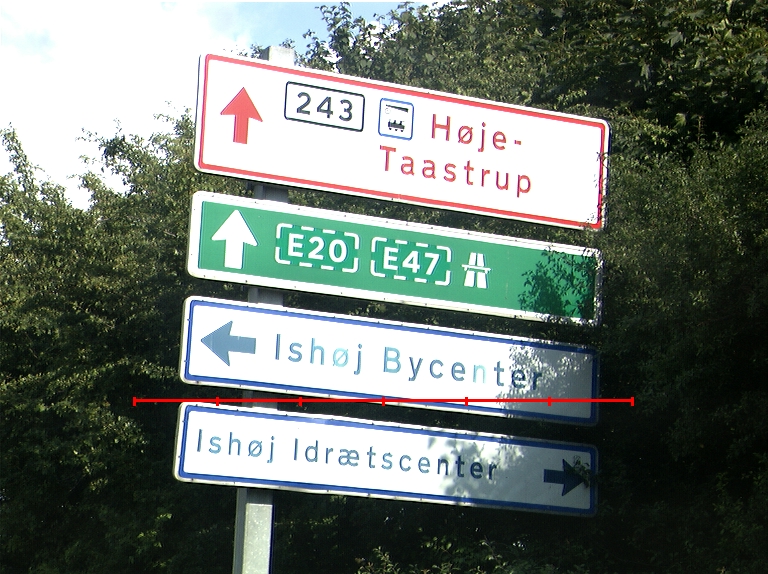 243 Høje-
Taastrup
E20 E47
Ishøj Bycenter
Ishøj Idrætscenter